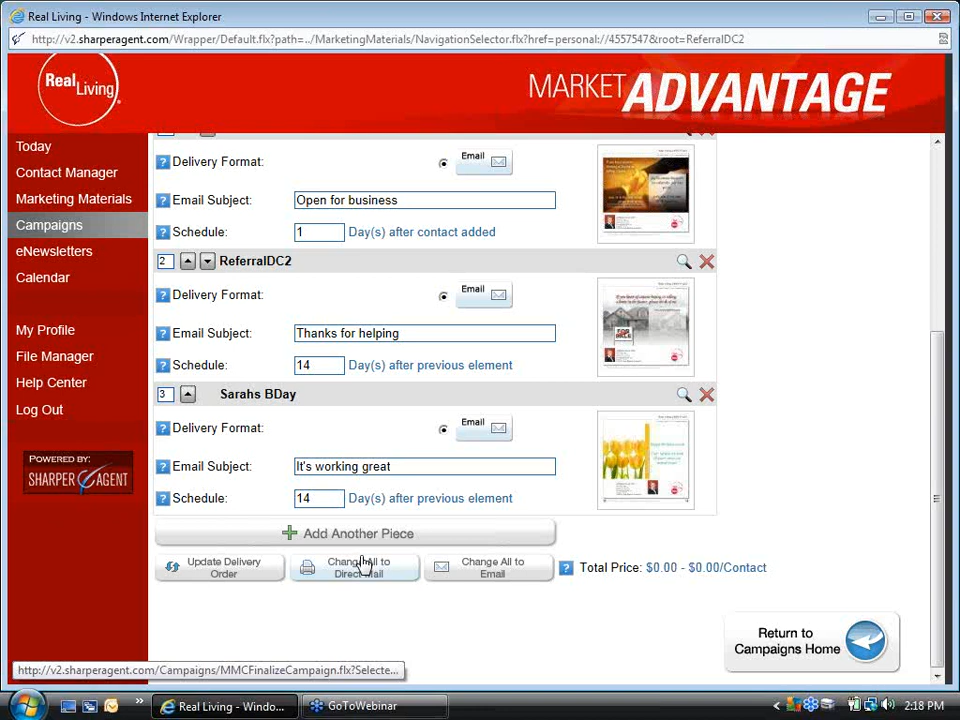 Real Living - Windows Internet Explorer
http://v2.sharperagent.com/Wrapper/Default.flx?path=../MarketingMaterials/NavigationSelector.flx?href=personal://4557547&root=ReferralDC2
Real Living
MARKET ADVANTAGE
Today
Contact Manager
Marketing Materials
Campaigns
eNewsletters
Calendar
My Profile
File Manager
Help Center
Log Out
POWERED BY:
SHARPER AGENT
? Delivery Format:
Email
? Email Subject:
Open for business
? Schedule:
1
Day(s) after contact added
2
ReferralDC2
? Delivery Format:
Email
? Email Subject:
Thanks for helping
? Schedule:
14
Day(s) after previous element
3
Sarahs BDay
? Delivery Format:
Email
? Email Subject:
It's working great
? Schedule:
14
Day(s) after previous element
Add Another Piece
Update Delivery
Order
Change All to
Direct Mail
Change All to
Email
? Total Price: $0.00 - $0.00/Contact
Return to
Campaigns Home
http://v2.sharperagent.com/Campaigns/MMCFinalizeCampaign.flx?Selecte...
Real Living - Windo...
GoToWebinar
2:18 PM